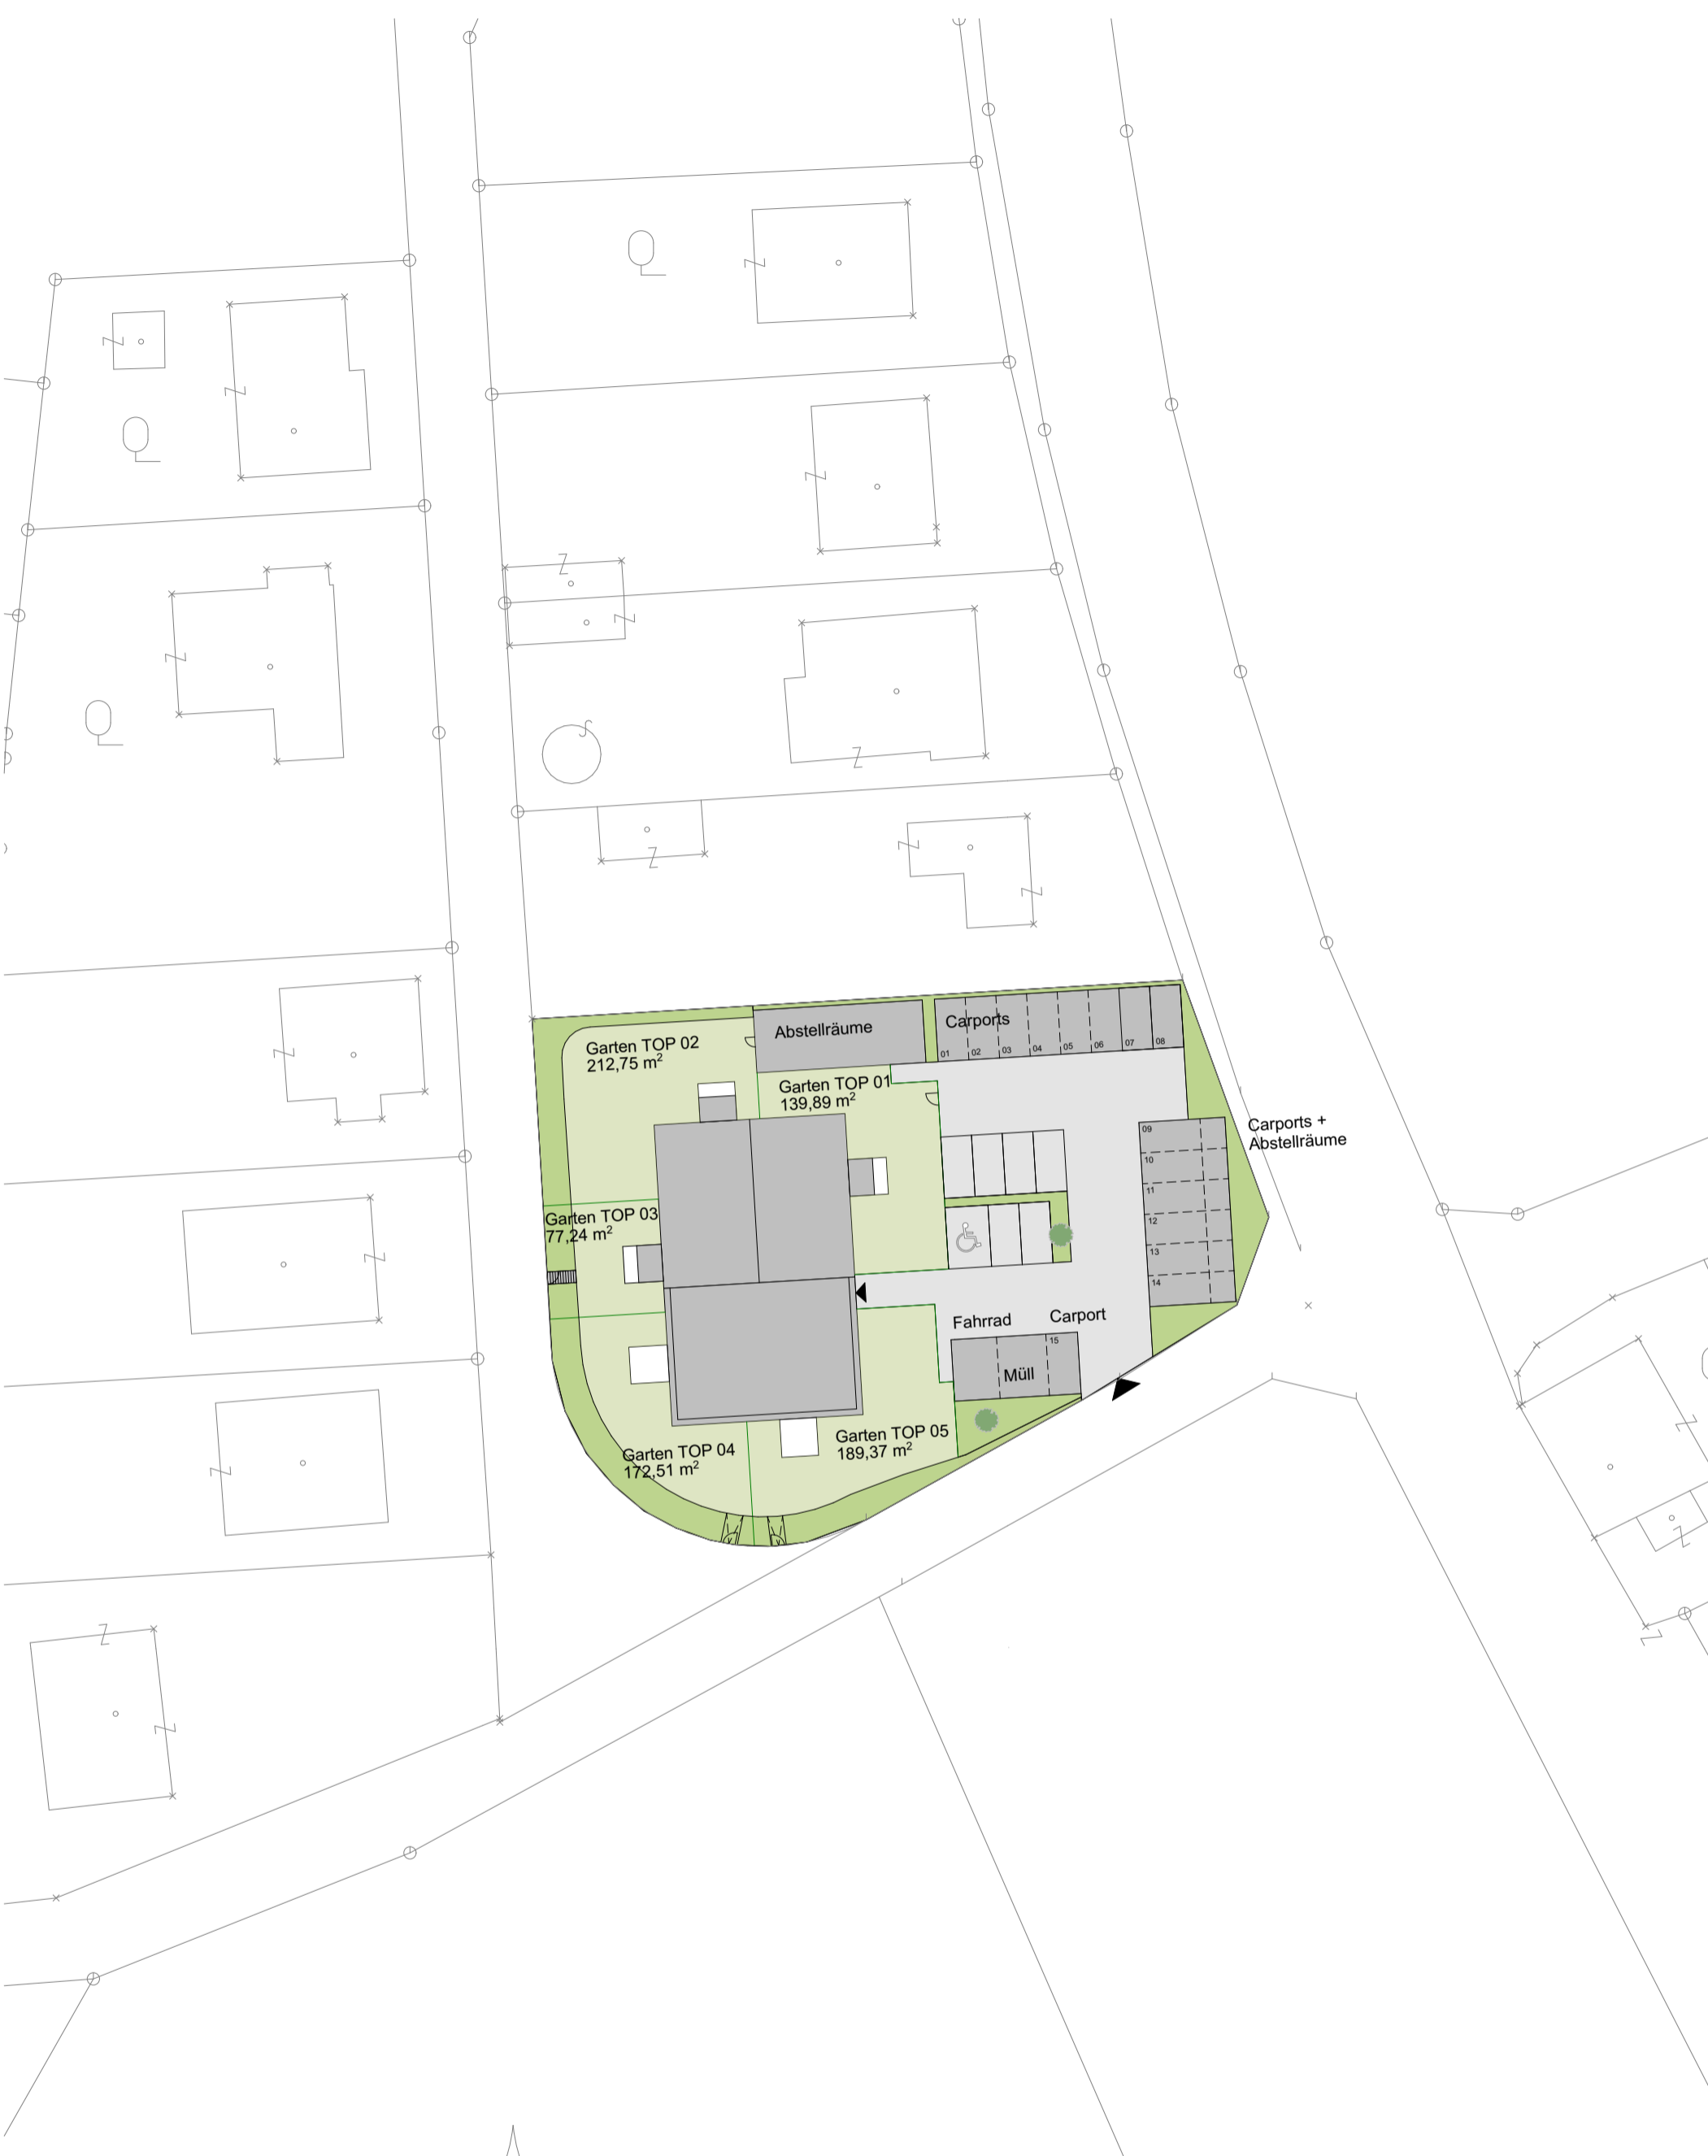 Abstellräume
Carports
01
02
03
04
05
06
07
08
Garten TOP 02
212,75 m²
Garten TOP 01
139,89 m²
Carports +
Abstellräume
09
10
11
12
13
14
Garten TOP 03
77,24 m²
Fahrrad
Carport
15
Müll
Garten TOP 04
172,51 m²
Garten TOP 05
189,37 m²